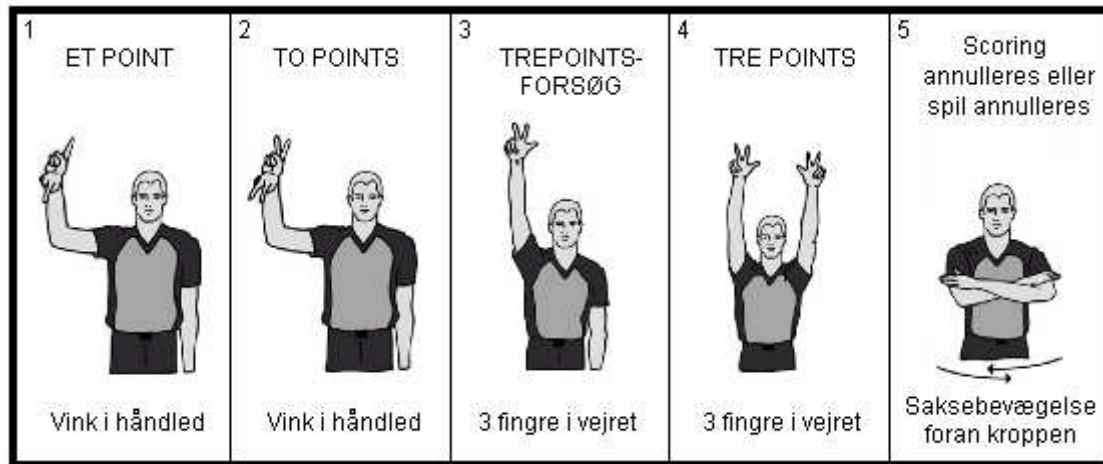 1
ET POINT
Vink i håndled
2
TO POINTS
Vink i håndled
3
TREPOINTS-
FORSØG
3 fingre i vejret
4
TRE POINTS
3 fingre i vejret
5
Scoring
annulleres eller
spil annulleres
Saksebevægelse
foran kroppen